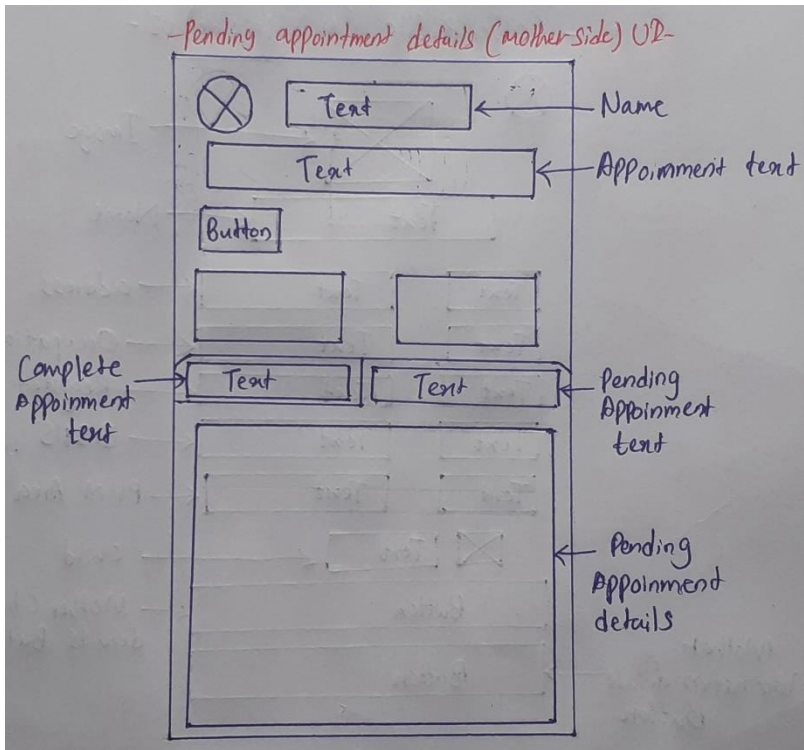 -Pending appointment details (mother side) UI-
Text
Name
Text
Appoinment text
Button
Complete
Appoinment
text
Text
Text
Pending
Appoinment
text
Pending
Appoinment
details